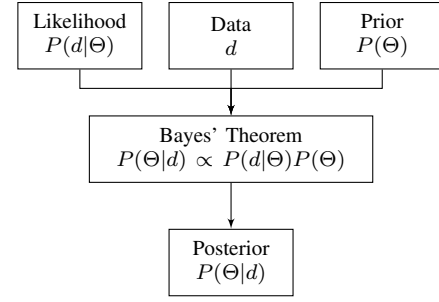 Likelihood
P(d|Θ)
Data
d
Prior
P(Θ)
Bayes' Theorem
P(Θ|d) ∝ P(d|Θ)P(Θ)
Posterior
P(Θ|d)